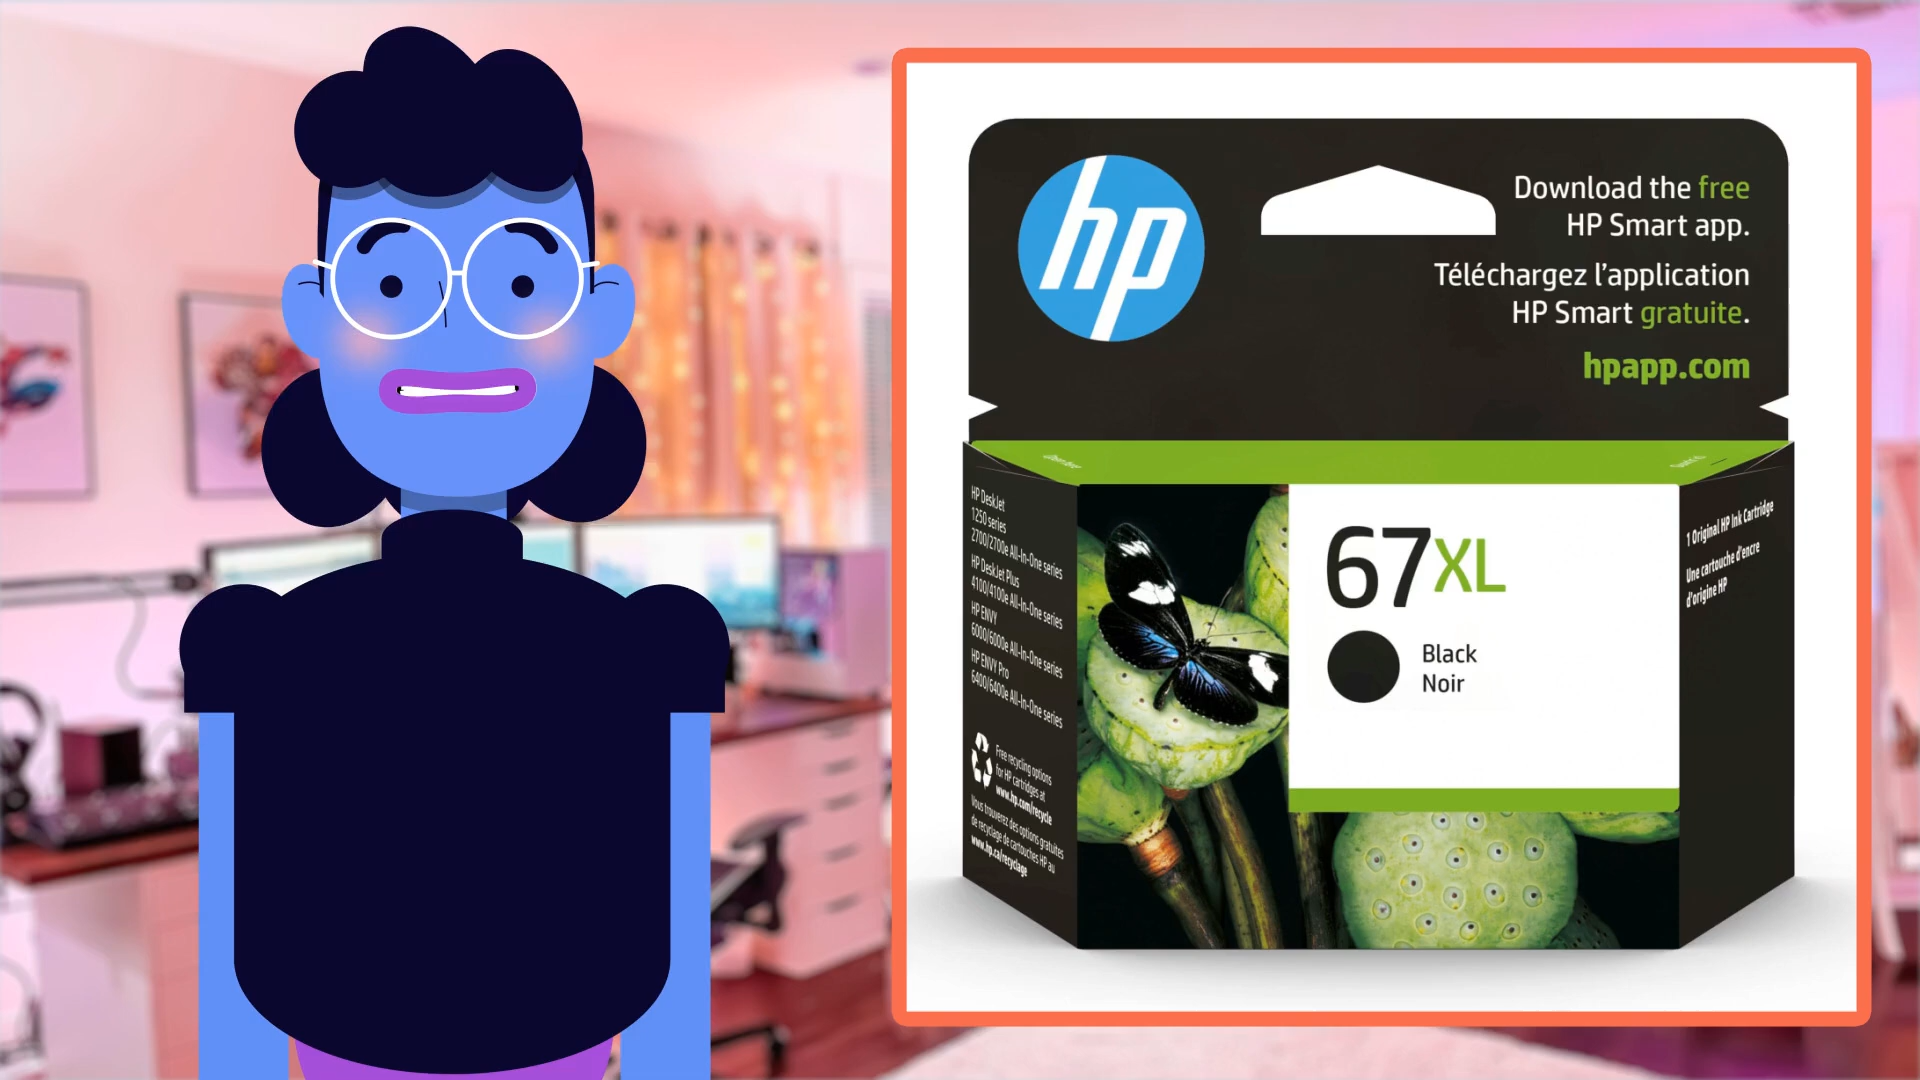 hp
Download the free
HP Smart app.
Téléchargez l'application
HP Smart gratuite.
hpapp.com
HP DeskJet
1250 series
2700/2700e All-In-One series
HP DeskJet Plus
4100/4100e All-In-One series
HP ENVY
6000/6000e All-In-One series
HP ENVY Pro
6400/6400e All-In-One series
Free recycling options
for HP cartridges at
www.hp.com/recycle
Vous trouverez des options gratuites
de recyclage de cartouches HP au
www.hp.ca/recyclage
67XL
Black
Noir
1 Original HP Ink Cartridge
Une cartouche d'encre
d'origine HP